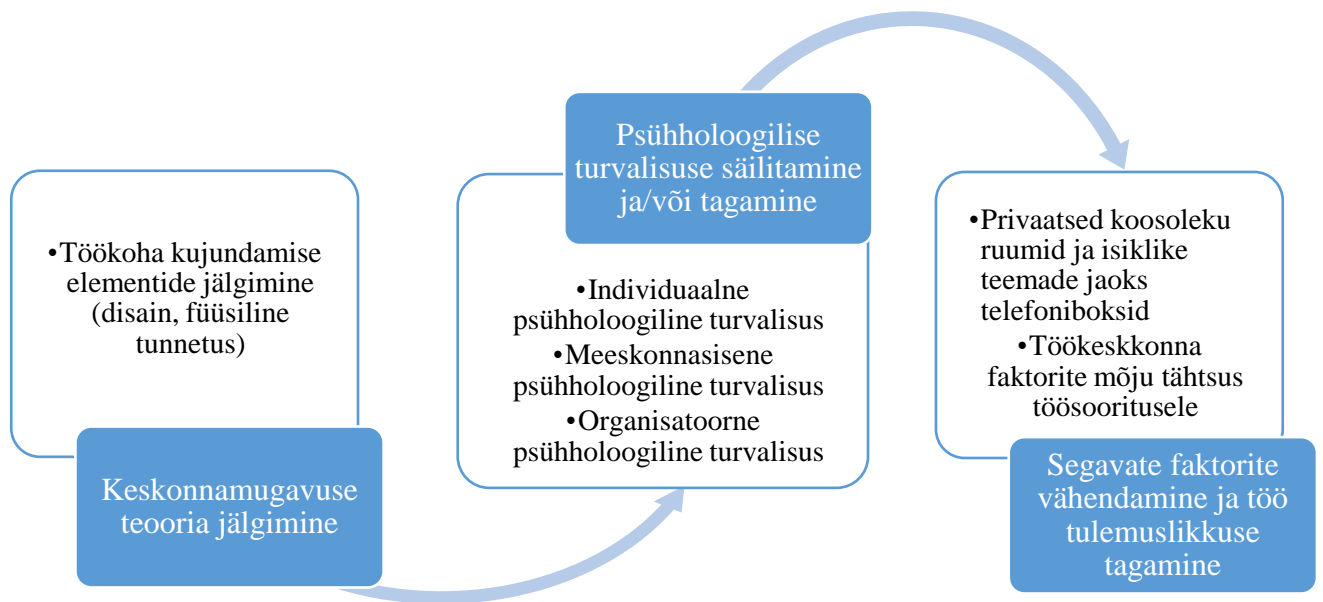 •Töökoha kujundamise
elementide jälgimine
(disain, füüsiline
tunnetus)
Keskonnamugavuse
teooria jälgimine
Psühholoogilise
turvalisuse säilitamine
ja/või tagamine
•Individuaalne
psühholoogiline turvalisus
•Meeskonnasisene
psühholoogiline turvalisus
•Organisatoorne
psühholoogiline turvalisus
•Privaatsed koosoleku
ruumid ja isiklike
teemade jaoks
telefoniboksid
•Töökeskkonna
faktorite mõju tähtsus
töösooritusele
Segavate faktorite
vähendamine ja töö
tulemuslikkuse
tagamine